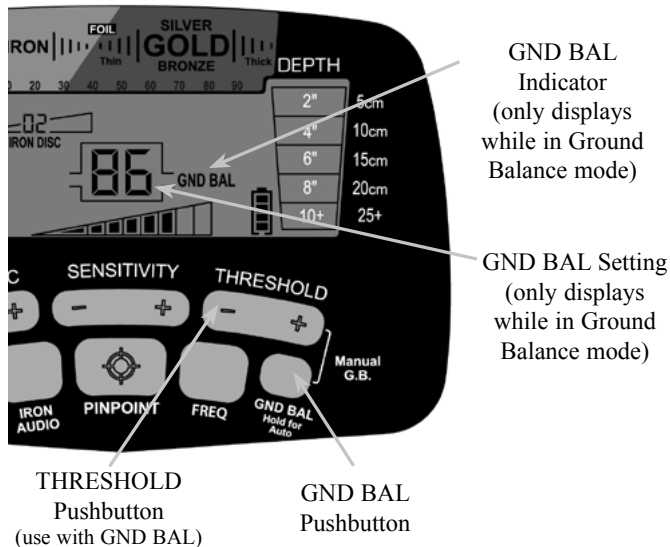 FOIL
SILVER
IRON
GOLD
Thin
BRONZE
Thick
20 30 40 50 60 70 80 90
DEPTH
2" 5cm
4" 10cm
6" 15cm
8" 20cm
10+ 25+
02
IRON DISC
86
GND BAL
C
SENSITIVITY
THRESHOLD
- +
- +
+
Manual
G.B.
IRON
AUDIO
PINPOINT
FREQ
GND BAL
Hold for
Auto
GND BAL
Indicator
(only displays
while in Ground
Balance mode)
GND BAL Setting
(only displays
while in Ground
Balance mode)
THRESHOLD
Pushbutton
(use with GND BAL)
GND BAL
Pushbutton